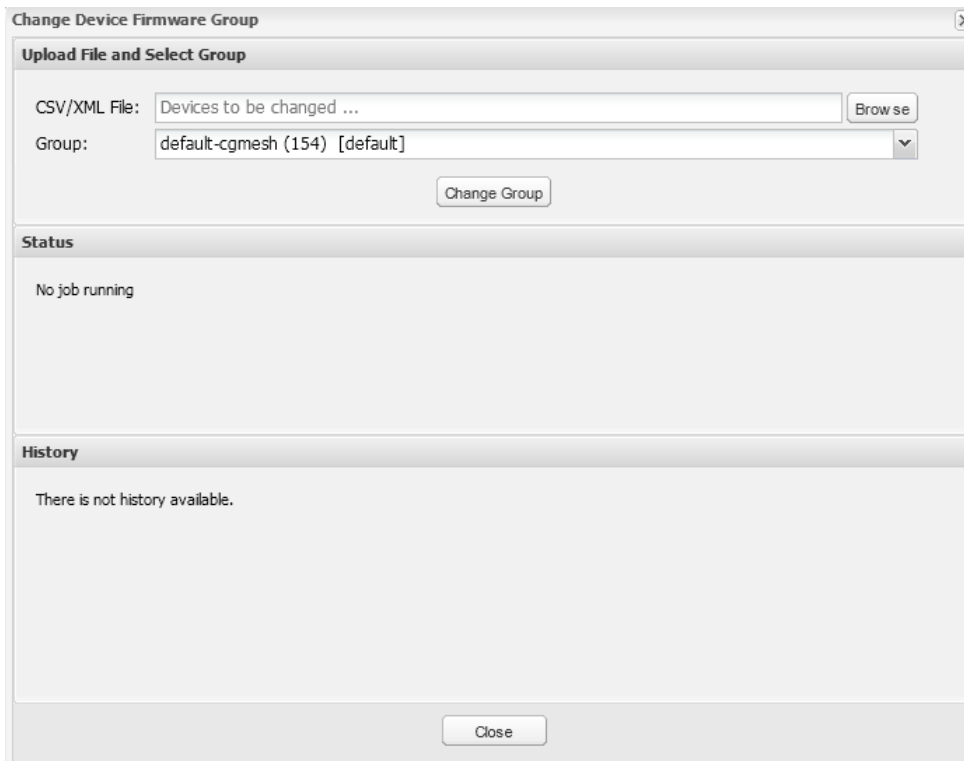 Change Device Firmware Group
Upload File and Select Group
CSV/XML File: Devices to be changed ... Browse
Group: default-cgmesh (154) [default]
Change Group
Status
No job running
History
There is not history available.
Close